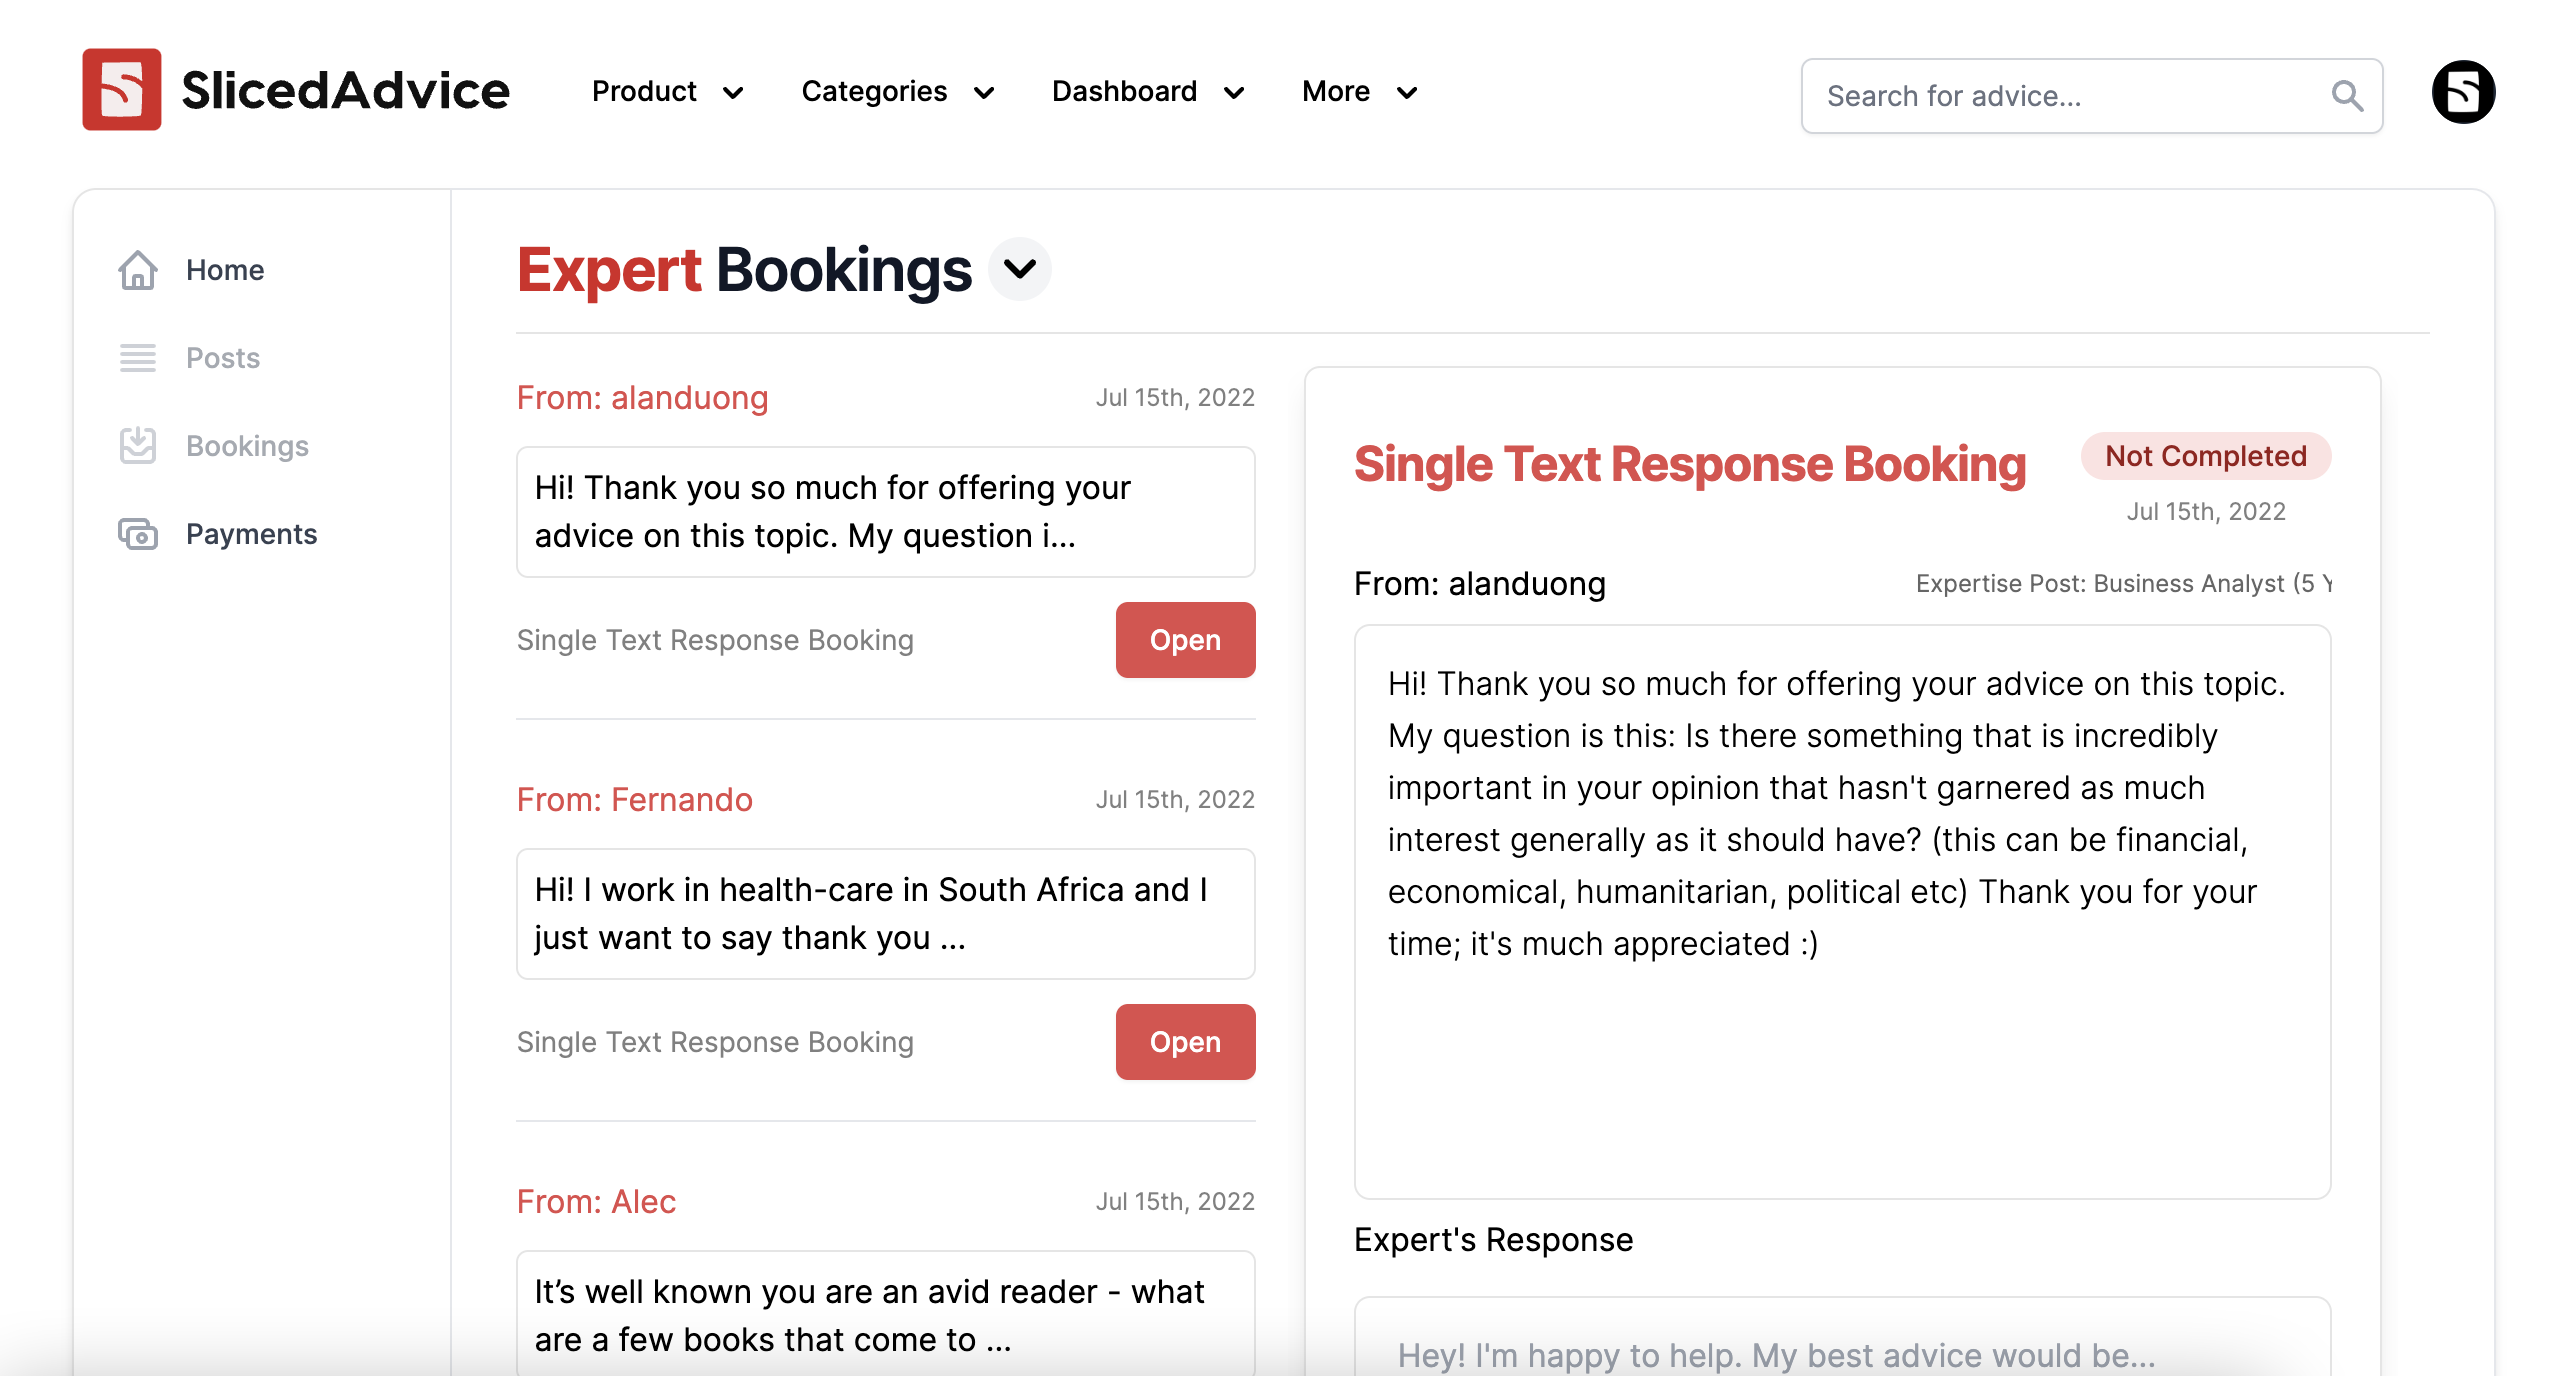 SlicedAdvice
Product
Categories
Dashboard
More
Search for advice...
Home
Posts
Bookings
Payments
Expert Bookings
From: alanduong
Jul 15th, 2022
Hi! Thank you so much for offering your
advice on this topic. My question i...
Single Text Response Booking
Open
From: Fernando
Jul 15th, 2022
Hi! I work in health-care in South Africa and I
just want to say thank you ...
Single Text Response Booking
Open
From: Alec
Jul 15th, 2022
It’s well known you are an avid reader - what
are a few books that come to ...
Single Text Response Booking
Not Completed
Jul 15th, 2022
From: alanduong
Expertise Post: Business Analyst (5 Y
Hi! Thank you so much for offering your advice on this topic.
My question is this: Is there something that is incredibly
important in your opinion that hasn't garnered as much
interest generally as it should have? (this can be financial,
economical, humanitarian, political etc) Thank you for your
time; it's much appreciated :)
Expert's Response
Hey! I'm happy to help. My best advice would be...